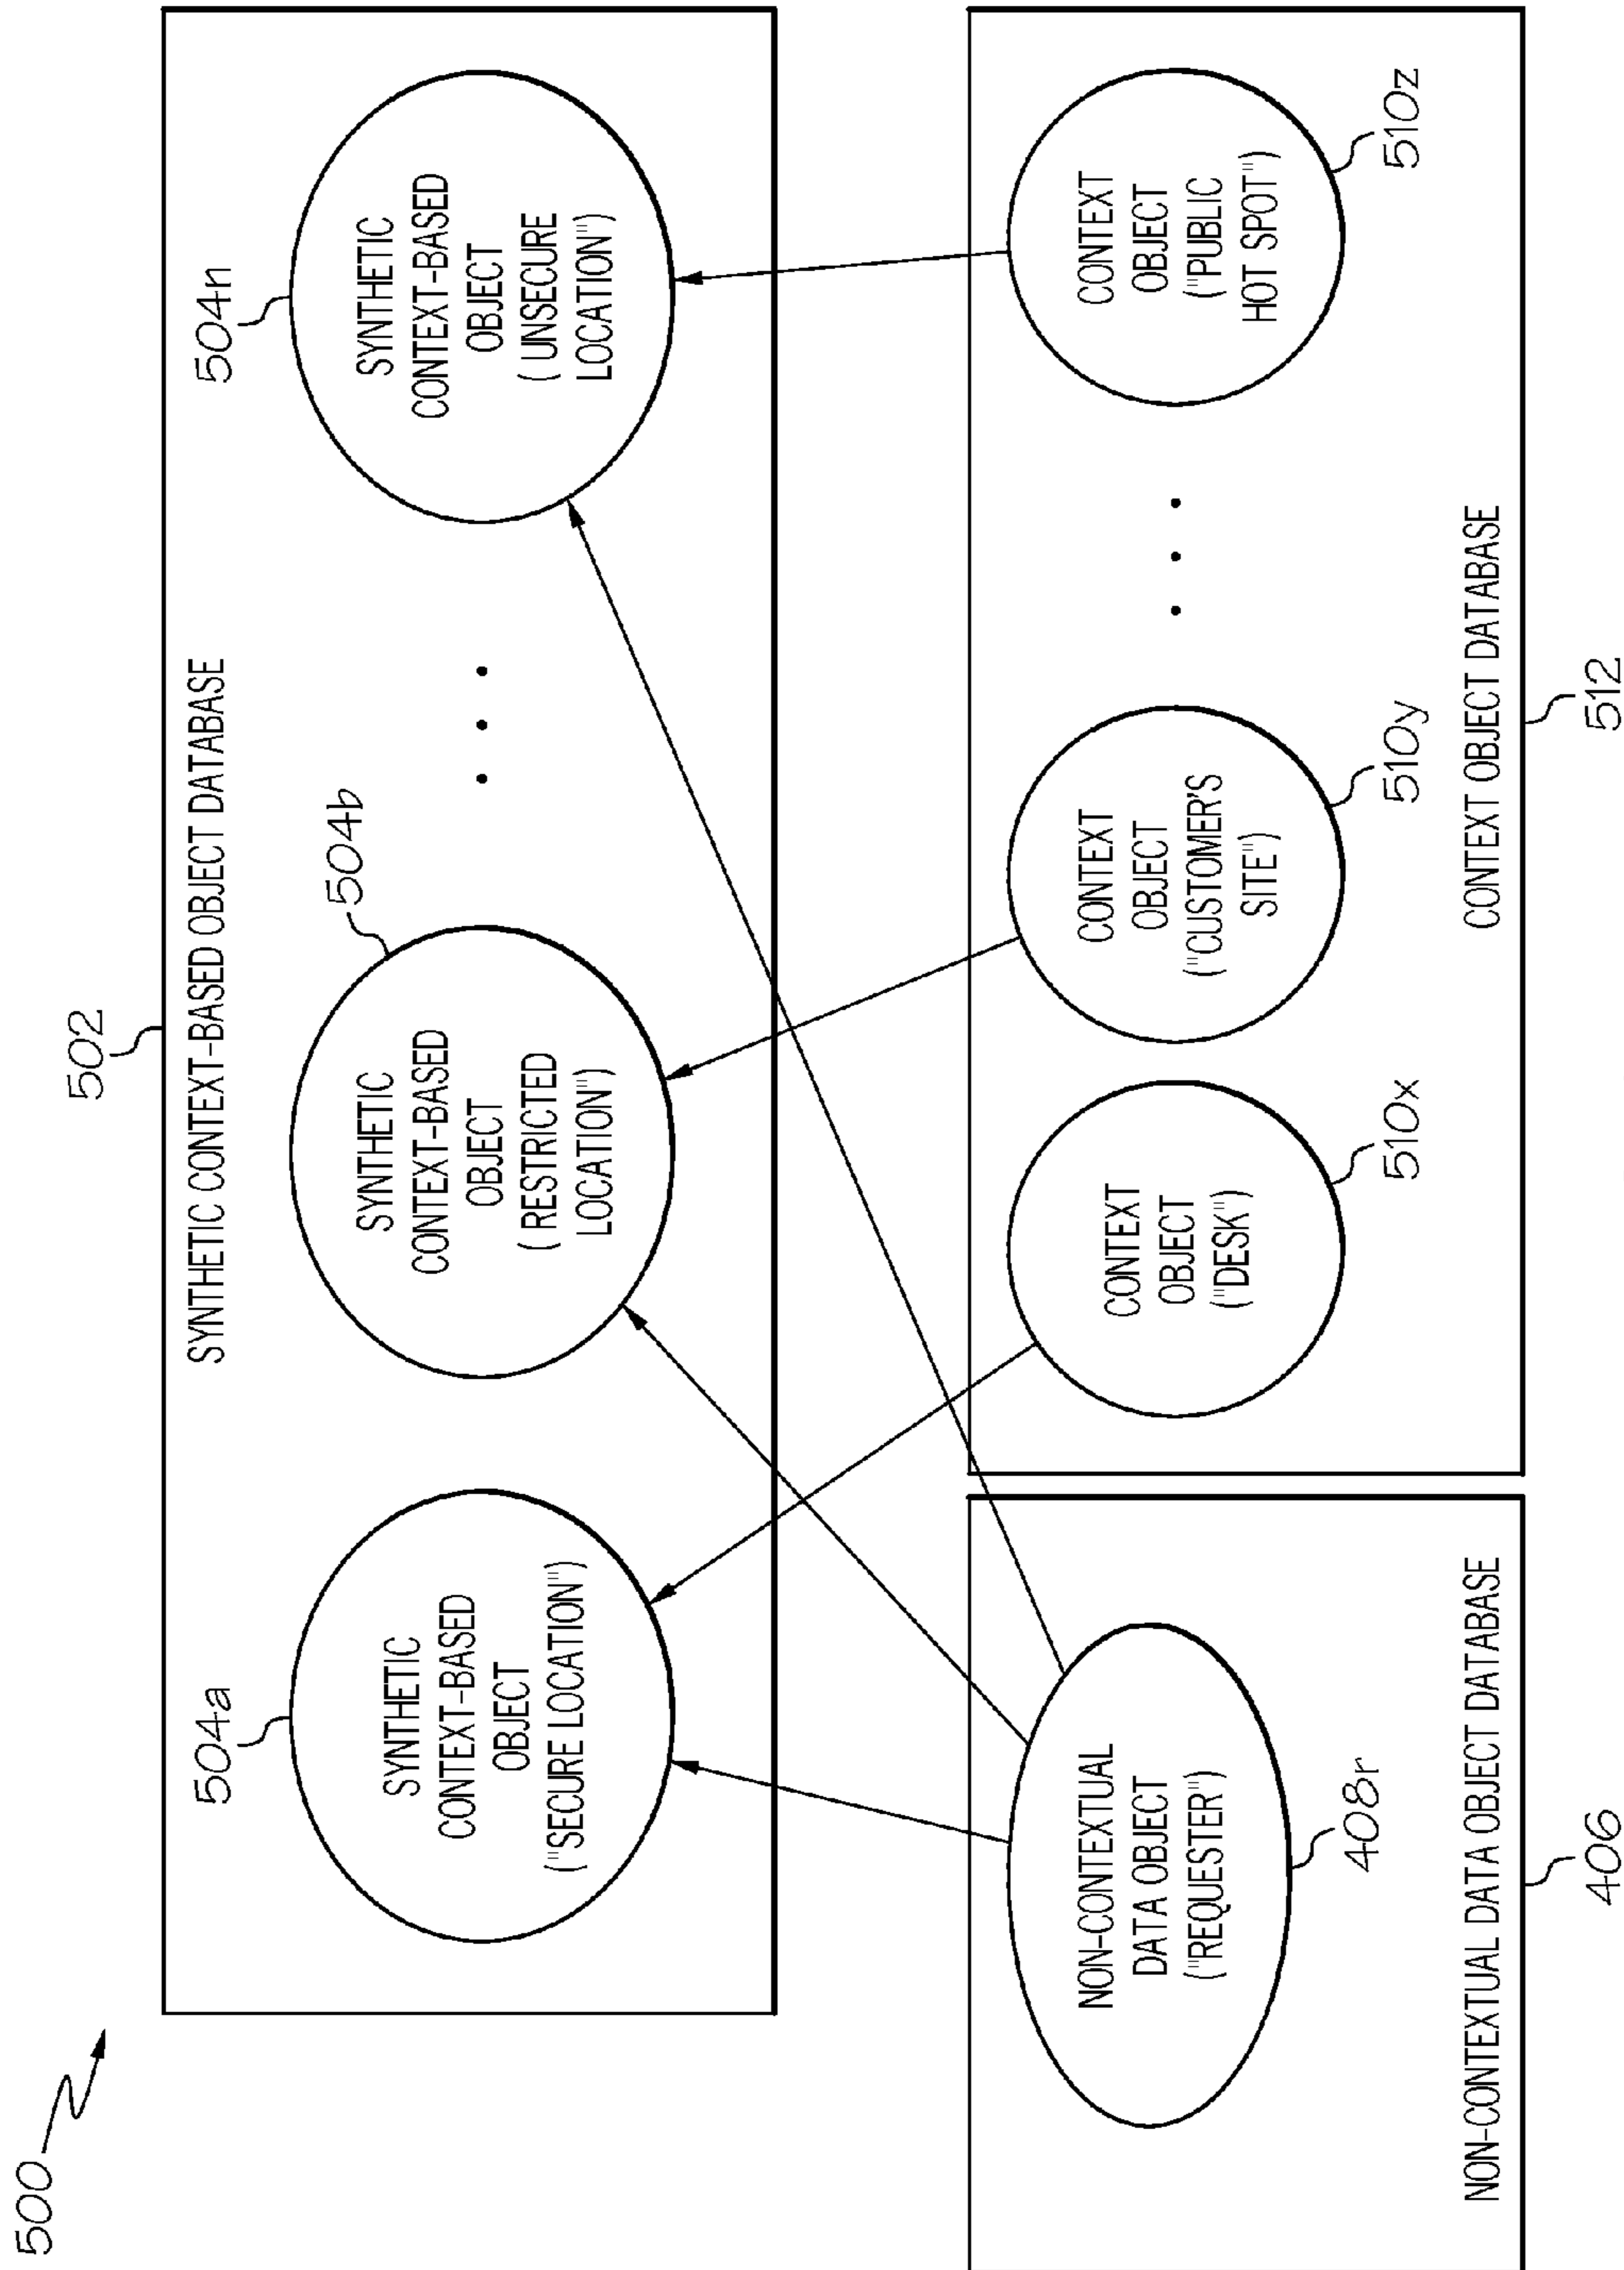 500
502
SYNTHETIC CONTEXT-BASED OBJECT DATABASE
504a
SYNTHETIC
CONTEXT-BASED
OBJECT
("SECURE LOCATION")
504b
SYNTHETIC
CONTEXT-BASED
OBJECT
( RESTRICTED
LOCATION")
504n
SYNTHETIC
CONTEXT-BASED
OBJECT
( UNSECURE
LOCATION")
NON-CONTEXTUAL
DATA OBJECT
("REQUESTER")
408r
NON-CONTEXTUAL DATA OBJECT DATABASE
406
CONTEXT
OBJECT
("DESK")
510x
CONTEXT
OBJECT
("CUSTOMER'S
SITE")
510y
. . .
CONTEXT
OBJECT
("PUBLIC
HOT SPOT")
510z
CONTEXT OBJECT DATABASE
512